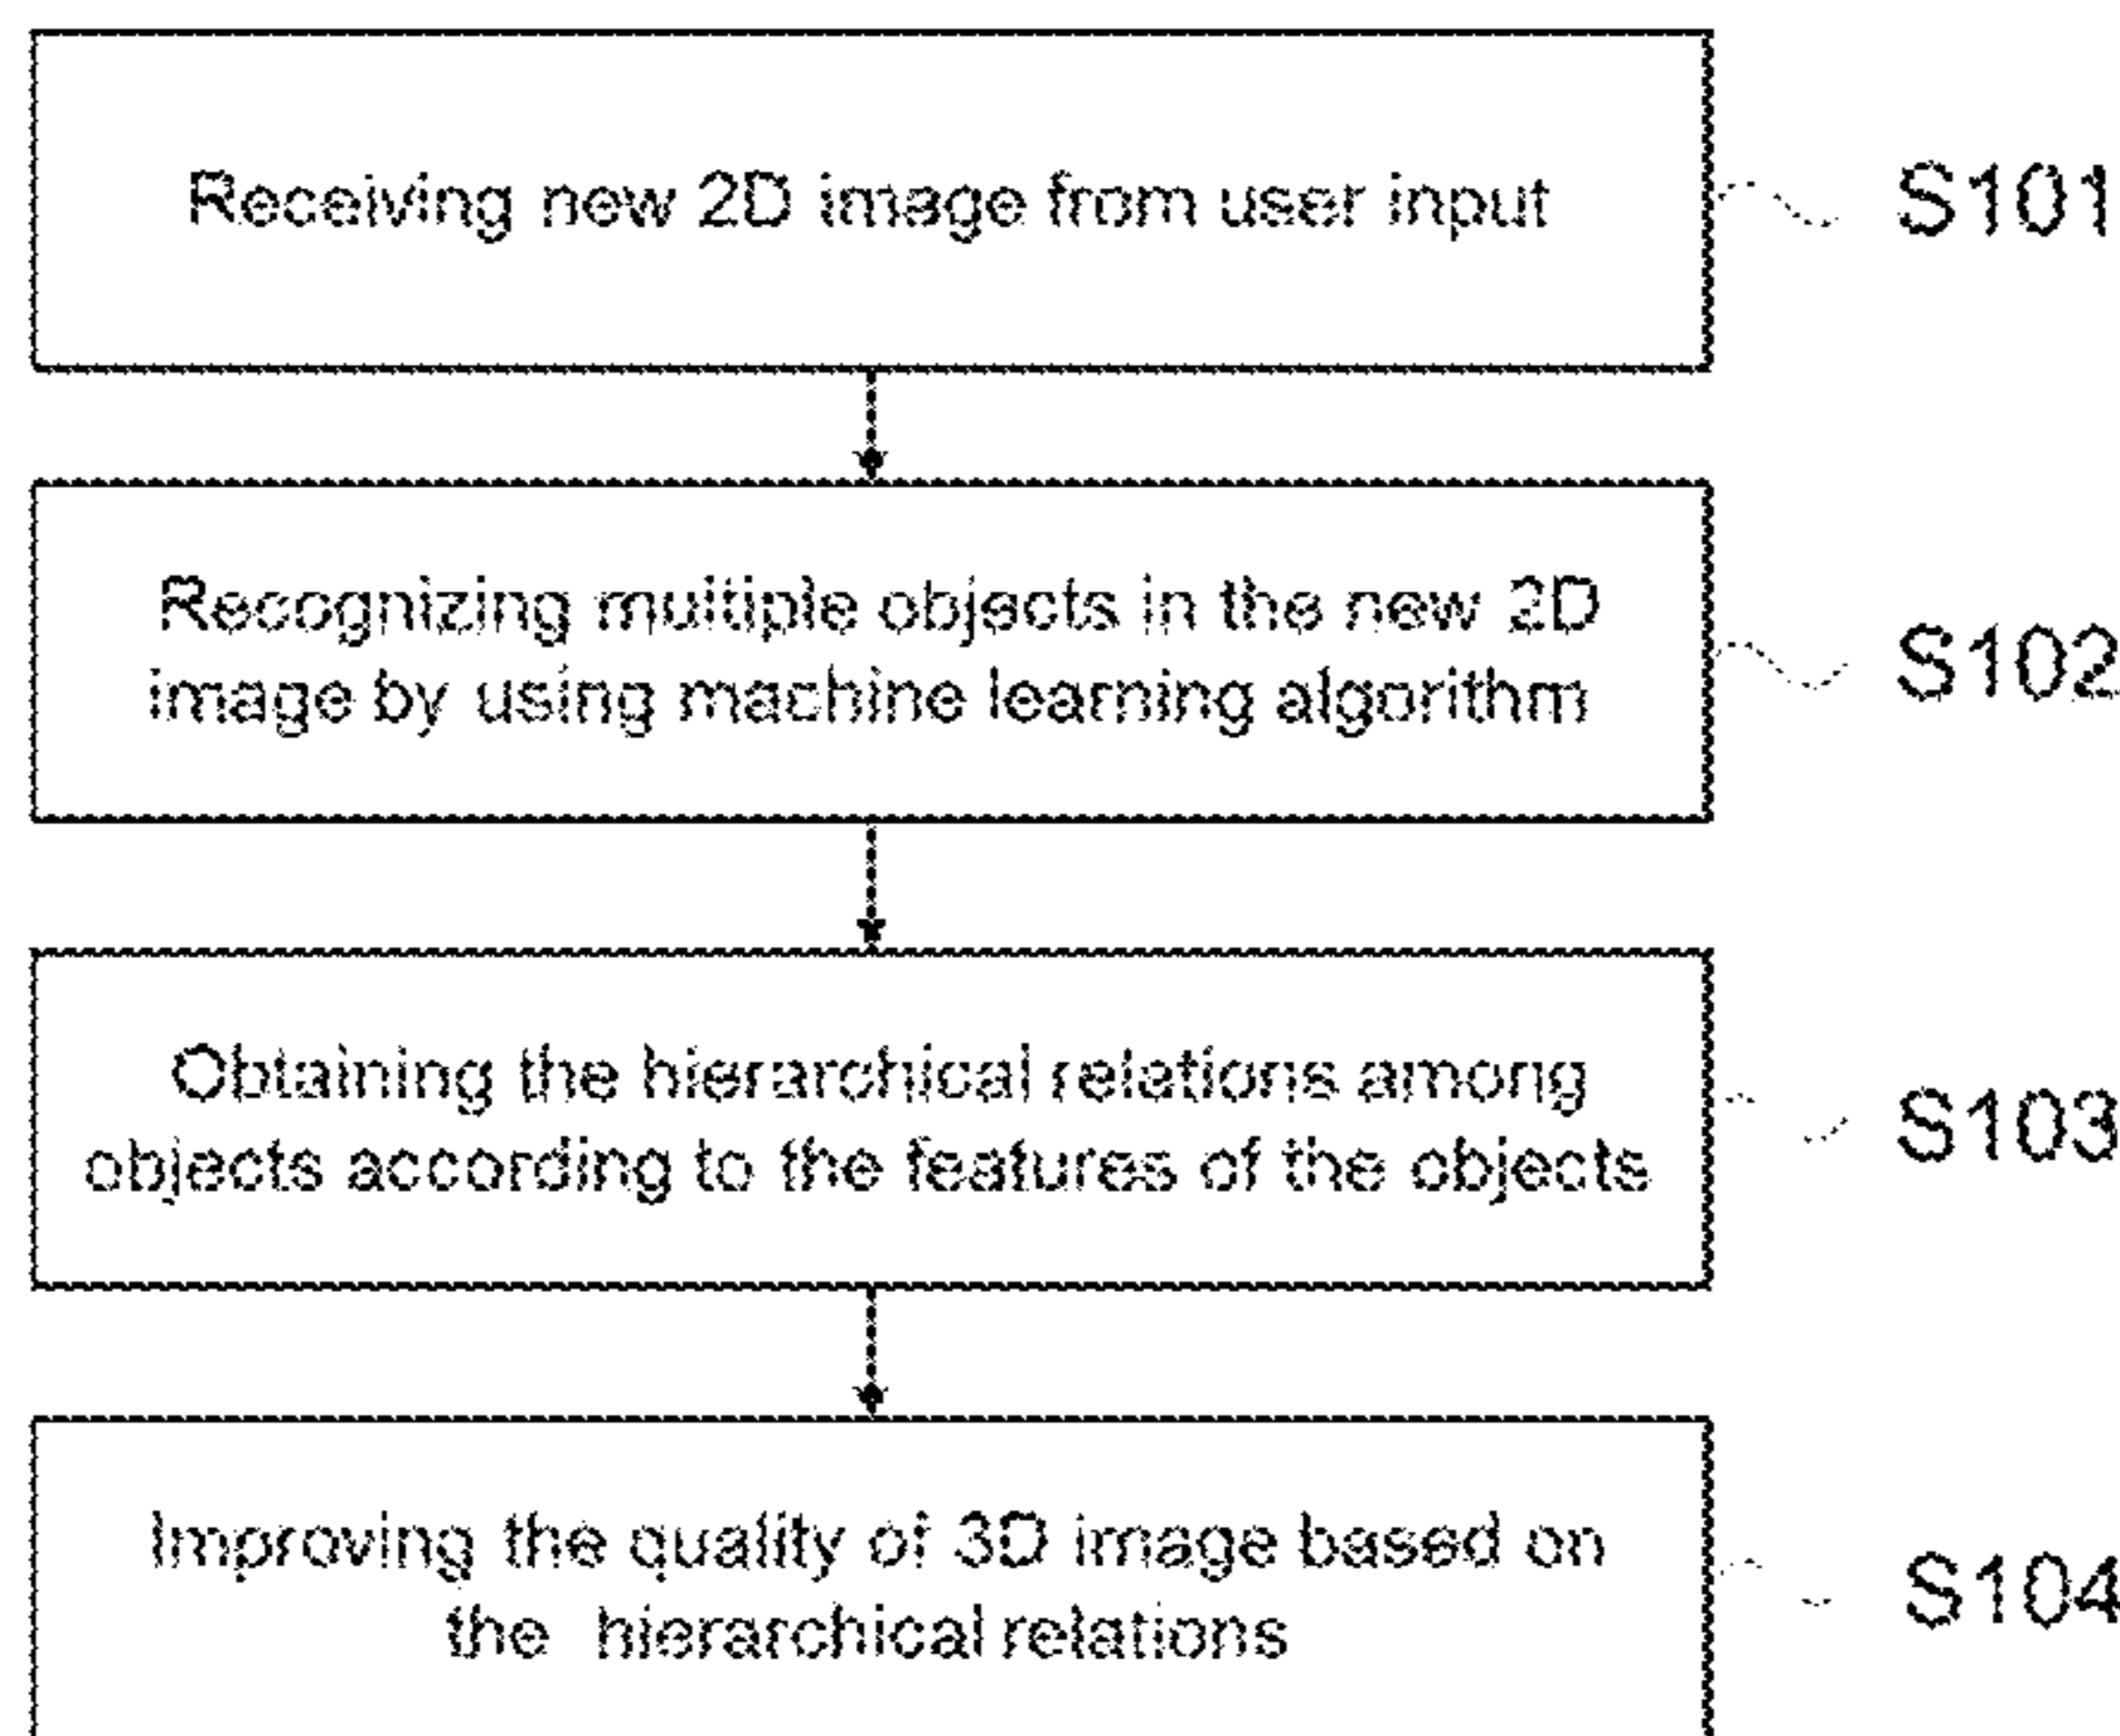 Receiving new 2D image from user input
S101
Recognizing multiple objects in the new 2D
image by using machine learning algorithm
S102
Obtaining the hierarchical relations among
objects according to the features of the objects
S103
Improving the quality of 3D image based on
the hierarchical relations
S104